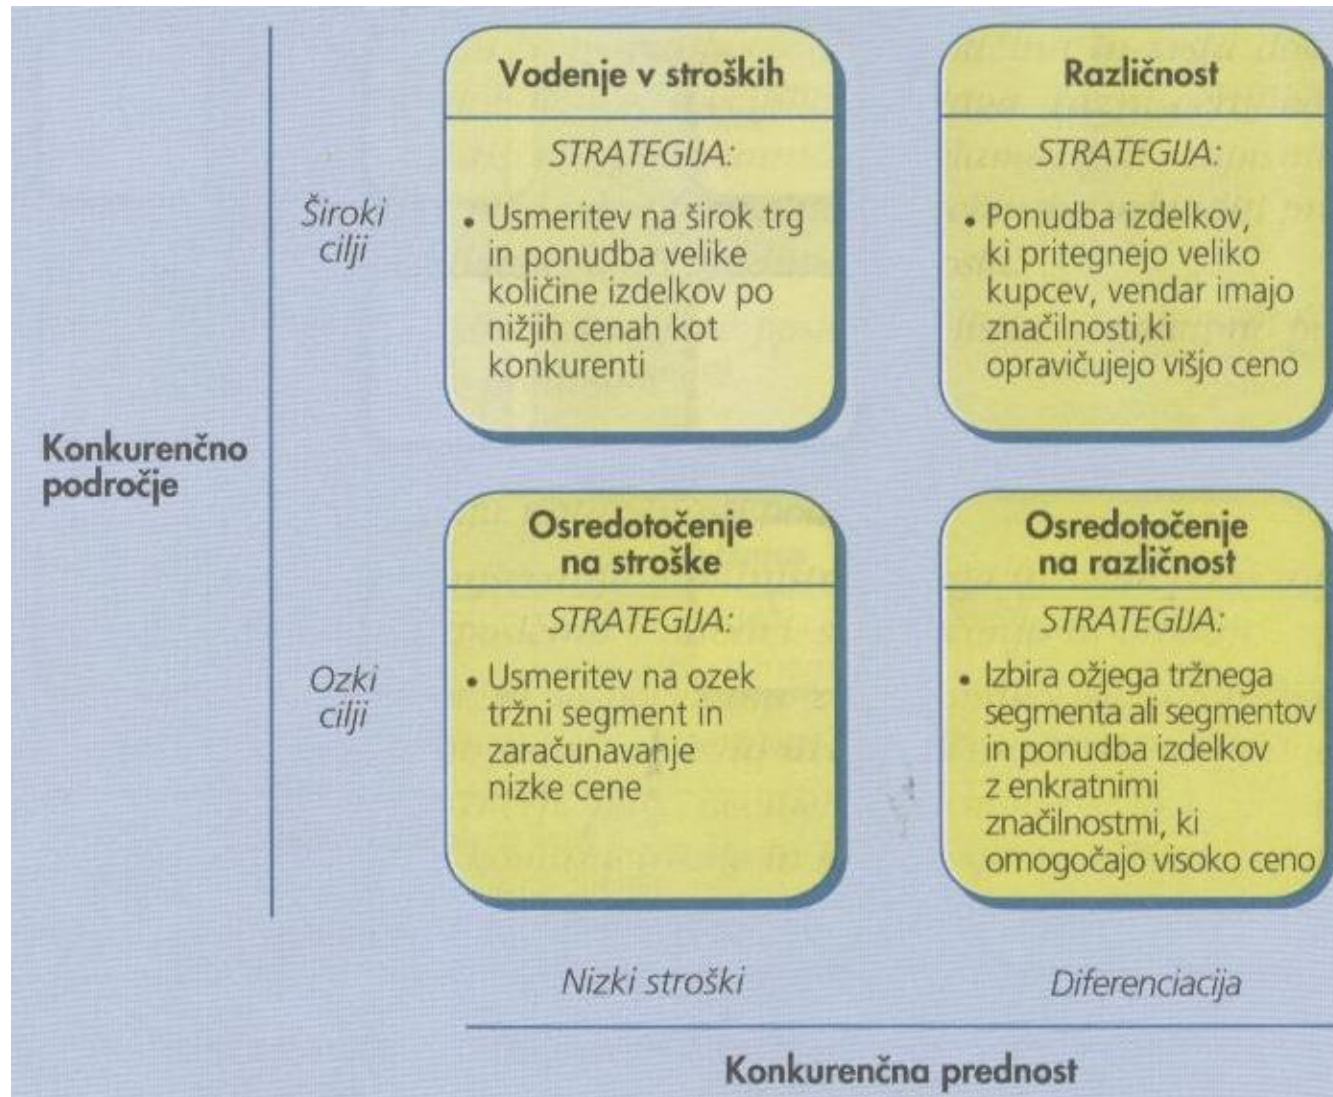 Vodenje v stroških
STRATEGIJA:
• Usmeritev na širok trg
in ponudba velike
količine izdelkov po
nižjih cenah kot
konkurenti
Različnost
STRATEGIJA:
• Ponudba izdelkov,
ki pritegnejo veliko
kupcev, vendar imajo
značilnosti,ki
opravičujejo višjo ceno
Široki
cilji
Konkurenčno
področje
Osredotočenje
na stroške
STRATEGIJA:
• Usmeritev na ozek
tržni segment in
zaračunavanje
nizke cene
Osredotočenje
na različnost
STRATEGIJA:
• Izbira ožjega tržnega
segmenta ali segmentov
in ponudba izdelkov
z enkratnimi
značilnostmi, ki
omogočajo visoko ceno
Ozki
cilji
Nizki stroški
Diferenciacija
Konkurenčna prednost